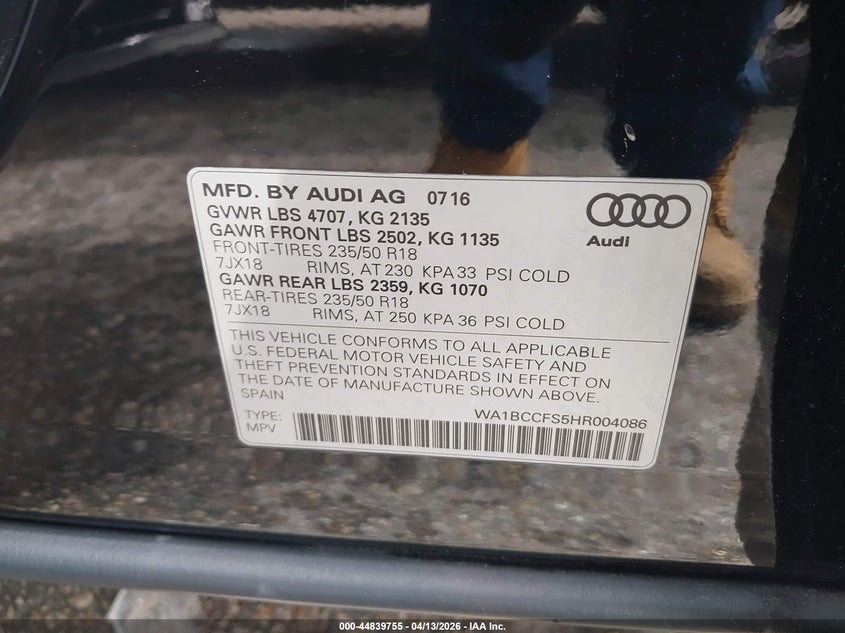 MFD. BY AUDI AG 0716
GVWR LBS 4707, KG 2135
GAWR FRONT LBS 2502, KG 1135
FRONT-TIRES 235/50 R18
7JX18 RIMS, AT 230 KPA 33 PSI COLD
GAWR REAR LBS 2359, KG 1070
REAR-TIRES 235/50 R18
7JX18 RIMS, AT 250 KPA 36 PSI COLD
Audi
THIS VEHICLE CONFORMS TO ALL APPLICABLE
U.S. FEDERAL MOTOR VEHICLE SAFETY AND
THEFT PREVENTION STANDARDS IN EFFECT ON
THE DATE OF MANUFACTURE SHOWN ABOVE.
SPAIN
WA1BCCFS5HR004086
TYPE:
MPV
000-44839755 - 04/13/2026 - IAA Inc.